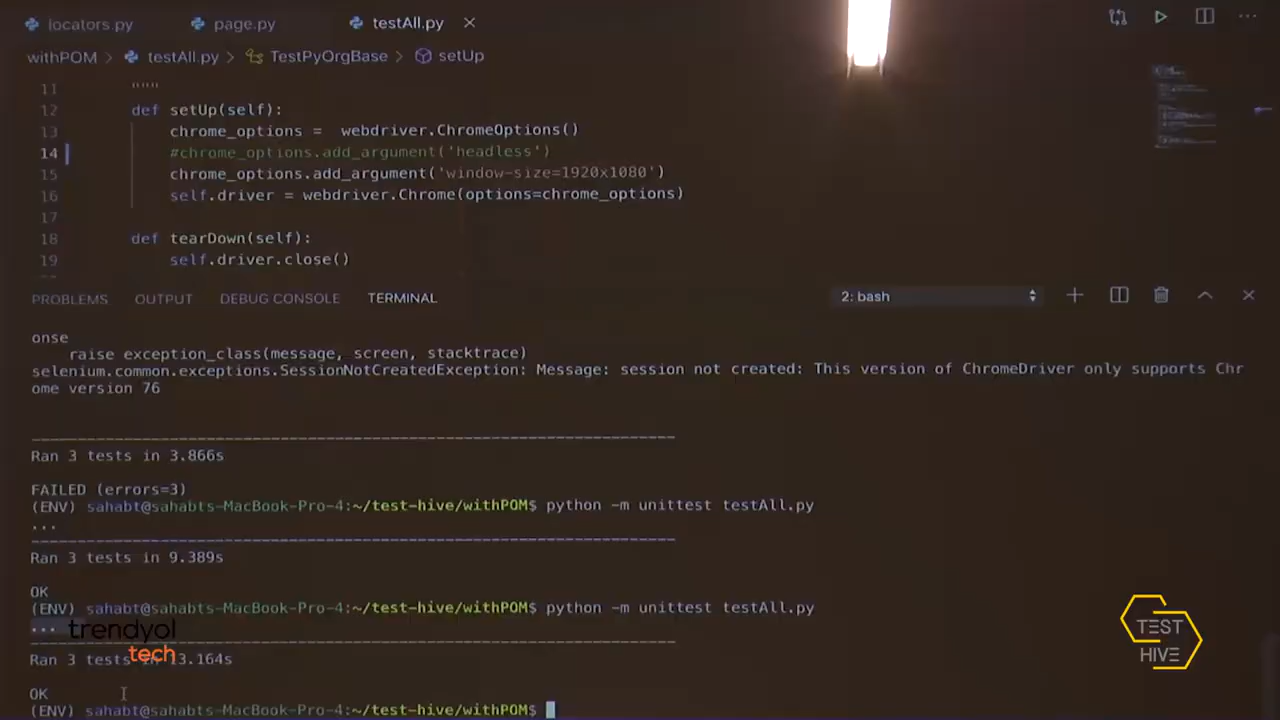 locators.py page.py testAll.py
withPOM > testAll.py > TestPyOrgBase > setUp
11 """
12 def setUp(self):
13 chrome_options = webdriver.ChromeOptions()
14 #chrome_options.add_argument('headless')
15 chrome_options.add_argument('window-size=1920x1080')
16 self.driver = webdriver.Chrome(options=chrome_options)
17
18 def tearDown(self):
19 self.driver.close()
PROBLEMS OUTPUT DEBUG CONSOLE TERMINAL 2: bash
onse
raise exception_class(message, screen, stacktrace)
selenium.common.exceptions.SessionNotCreatedException: Message: session not created: This version of ChromeDriver only supports Chr
ome version 76
----------------------------------------------------------------------
Ran 3 tests in 3.866s
FAILED (errors=3)
(ENV) sahabt@sahabts-MacBook-Pro-4:~/test-hive/withPOM$ python -m unittest testAll.py
...
----------------------------------------------------------------------
Ran 3 tests in 9.389s
OK
(ENV) sahabt@sahabts-MacBook-Pro-4:~/test-hive/withPOM$ python -m unittest testAll.py
...
----------------------------------------------------------------------
Ran 3 tests in 13.164s
OK
(ENV) sahabt@sahabts-MacBook-Pro-4:~/test-hive/withPOM$
trendyol
tech
TEST
HIVE